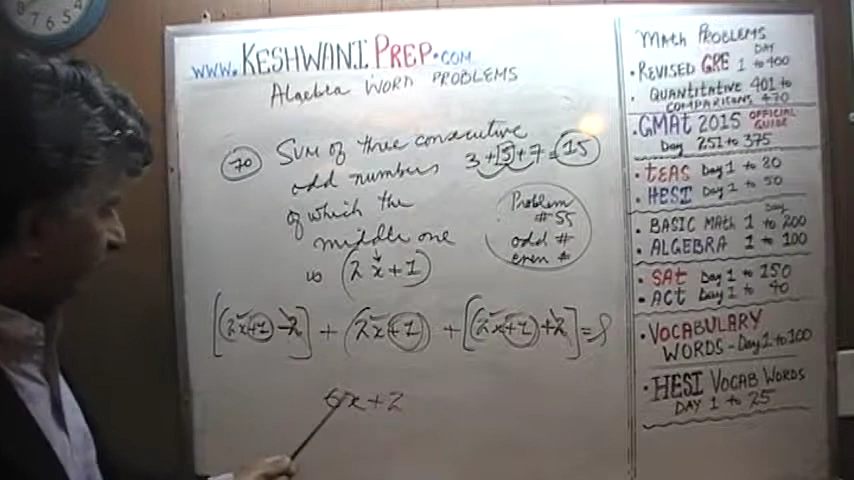 8 7 6 5 4
www.KESHWANIPREP.COM
Algebra WORD PROBLEMS
70 Sum of three consecutive
odd numbers 3 + 5 + 7 = 15
of which the
middle one
is (2x+1)
Problem
# 55
odd #
even #
[(2x+1)-2] + (2x+1) + [(2x+1)+2] =
6x+2
MATH PROBLEMS
DAY
• REVISED GRE 1 to 400
• QUANTITATIVE 401 to
COMPARISONS 470
• GMAT 2015 OFFICIAL GUIDE
Day 251 to 375
• TEAS Day 1 to 20
• HESI Day 1 to 50
Day
• BASIC MATH 1 to 200
• ALGEBRA 1 to 100
• SAT Day 1 to 150
• ACT Day 1 to 40
• VOCABULARY
WORDS - Day 1 to 100
• HESI VOCAB WORDS
DAY 1 to 25